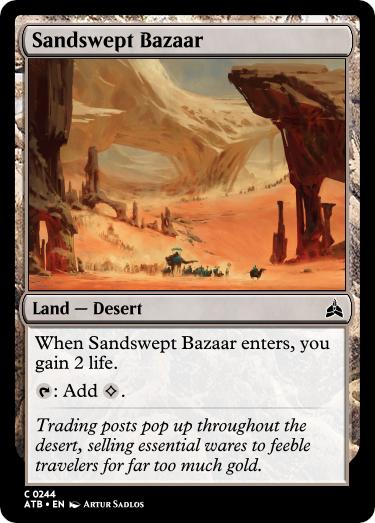 Sandswept Bazaar
Land — Desert
When Sandswept Bazaar enters, you
gain 2 life.
: Add .
Trading posts pop up throughout the
desert, selling essential wares to feeble
travelers for far too much gold.
C 0244
ATB • EN Artur Sadlos